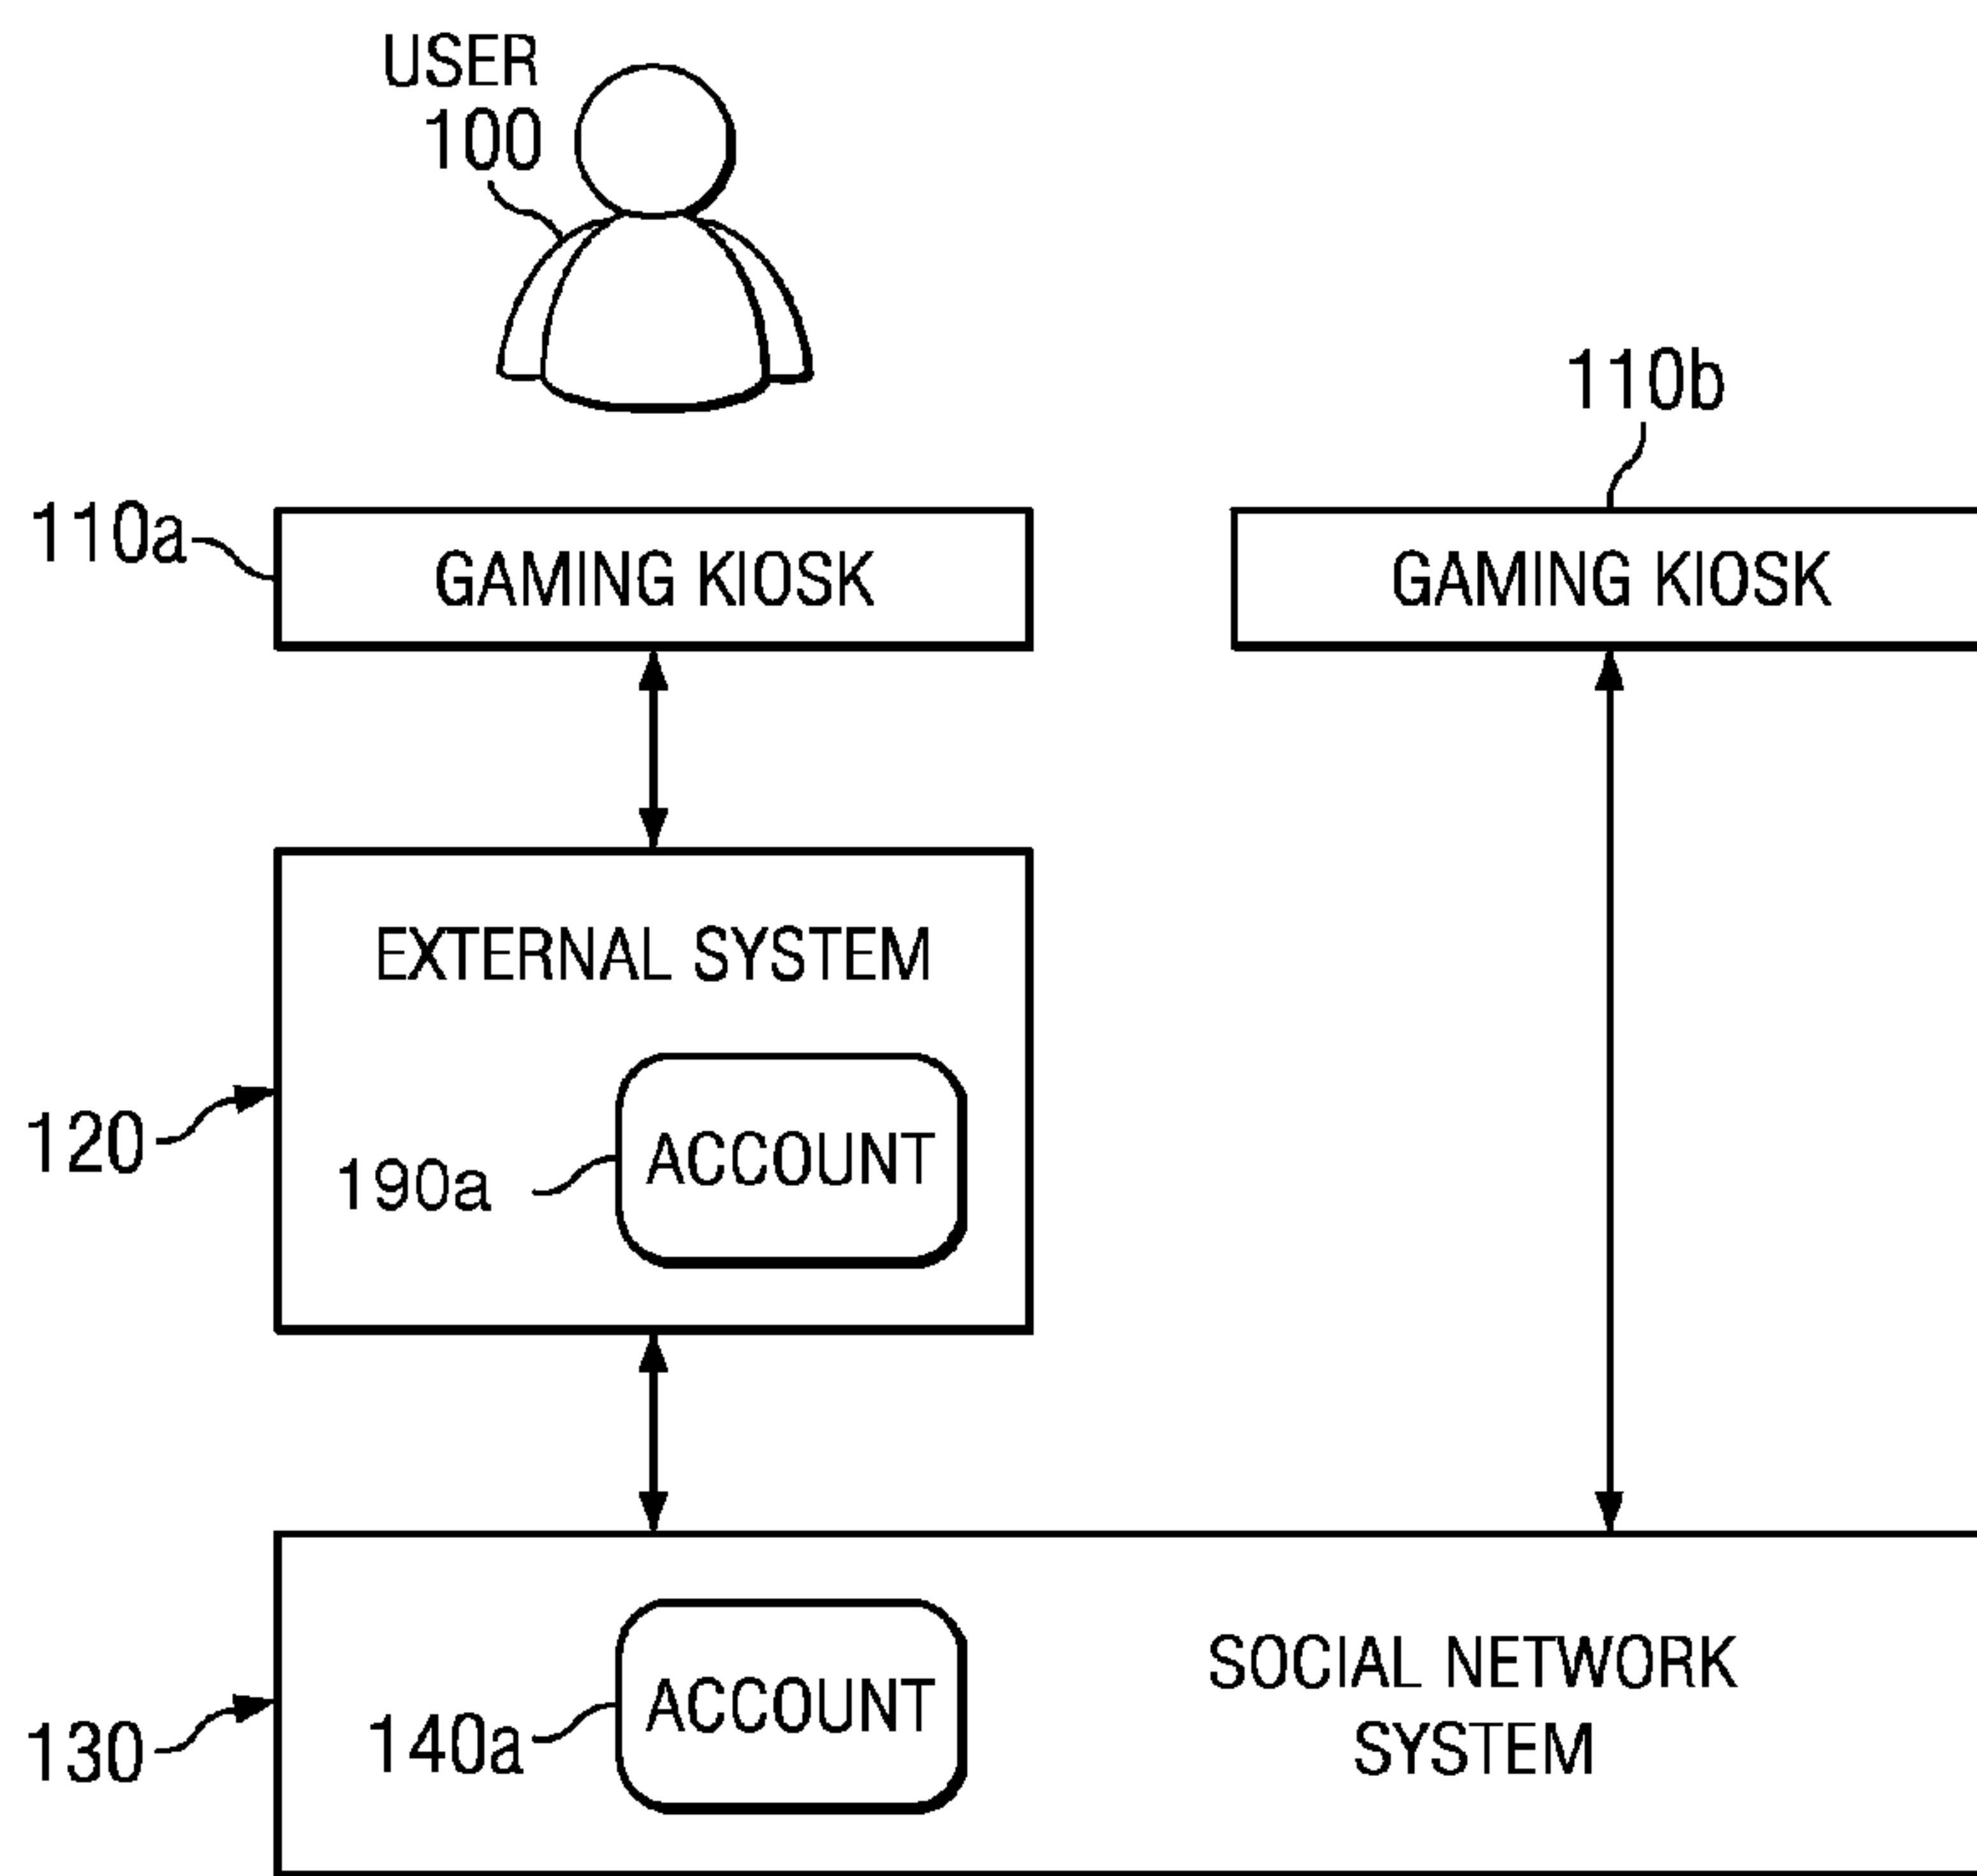 USER
100
110b
110a
GAMING KIOSK
GAMING KIOSK
EXTERNAL SYSTEM
120
190a
ACCOUNT
130
140a
ACCOUNT
SOCIAL NETWORK
SYSTEM